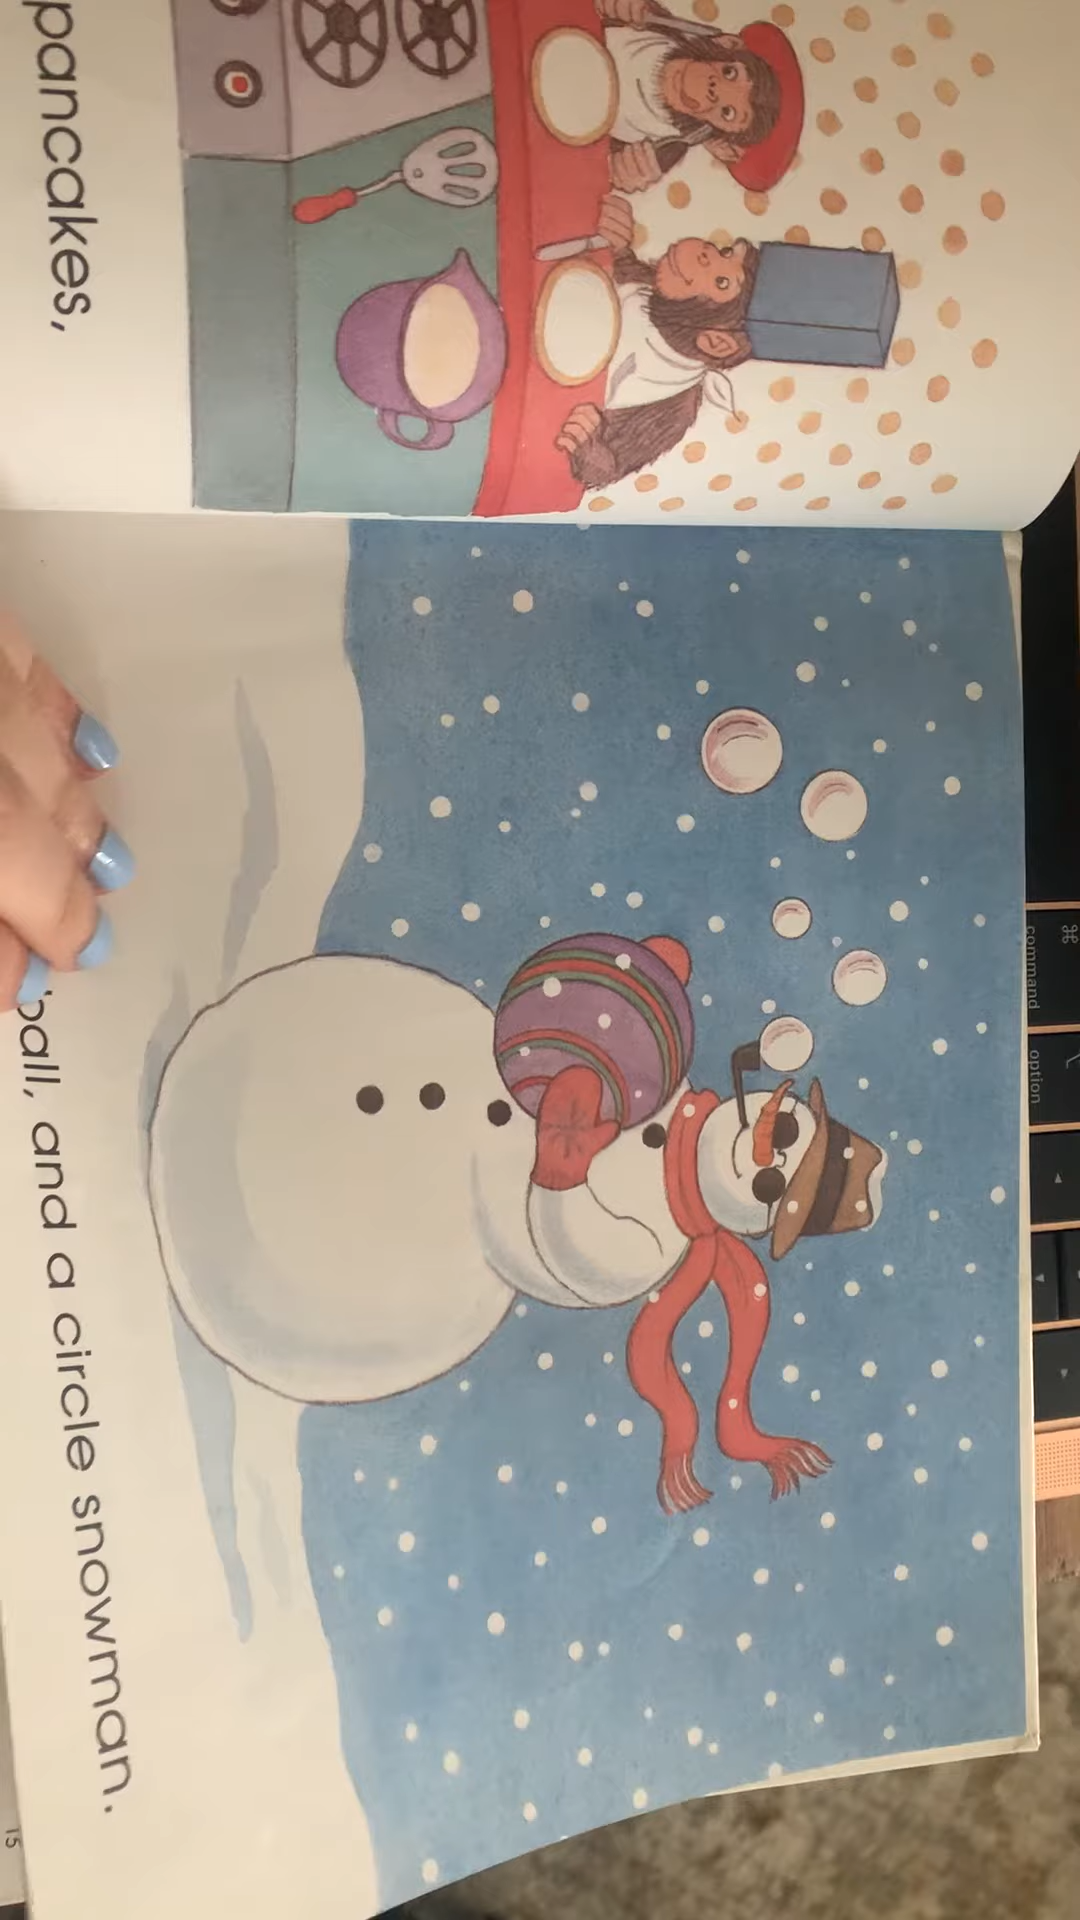 pancakes,
ball, and a circle snowman.
15
command
option
⌘